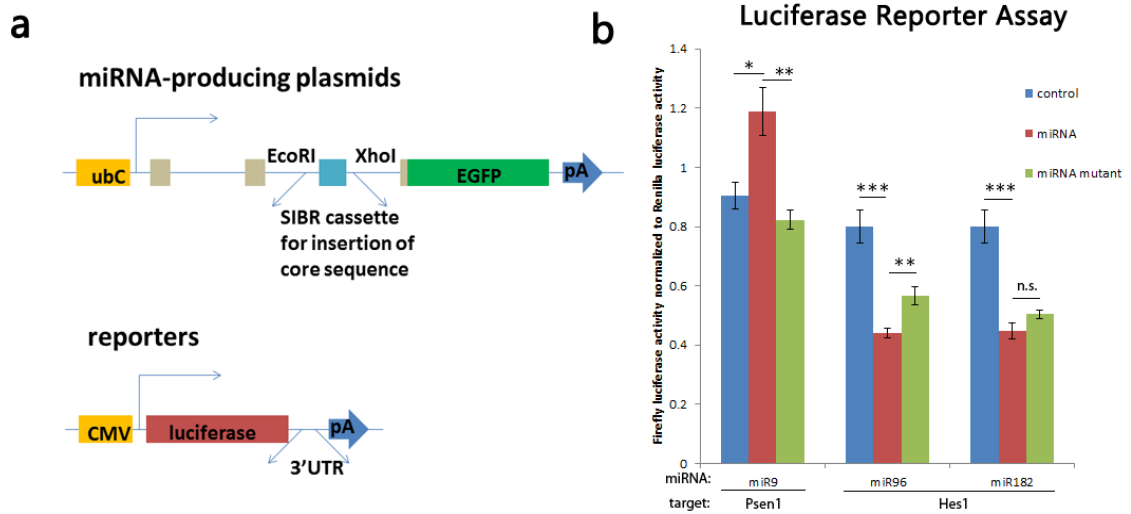 a
miRNA-producing plasmids
EcoRI
XhoI
ubC
EGFP
pA
SIBR cassette
for insertion of
core sequence
reporters
CMV
luciferase
pA
3'UTR
b
Luciferase Reporter Assay
Firefly luciferase activity normalized to Renilla luciferase activity
1.4
1.2
1
0.8
0.6
0.4
0.2
0
* **
*** **
*** n.s.
control
miRNA
miRNA mutant
miRNA: miR9 miR96 miR182
target: Psen1 Hes1